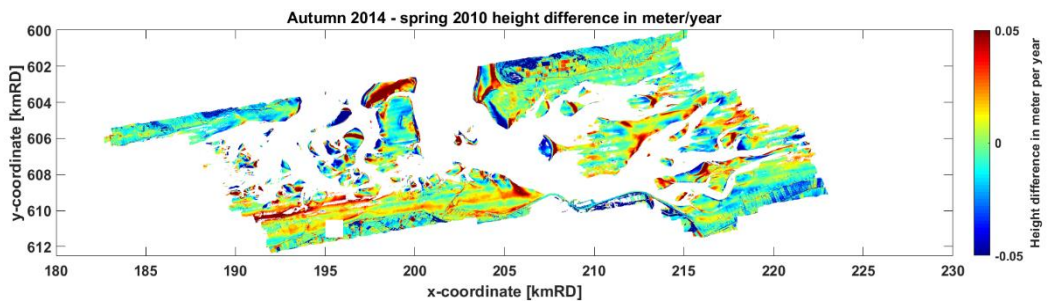 Autumn 2014 - spring 2010 height difference in meter/year
600
602
604
606
608
610
612
y-coordinate [kmRD]
180 185 190 195 200 205 210 215 220 225 230
x-coordinate [kmRD]
0.05
0
-0.05
Height difference in meter per year